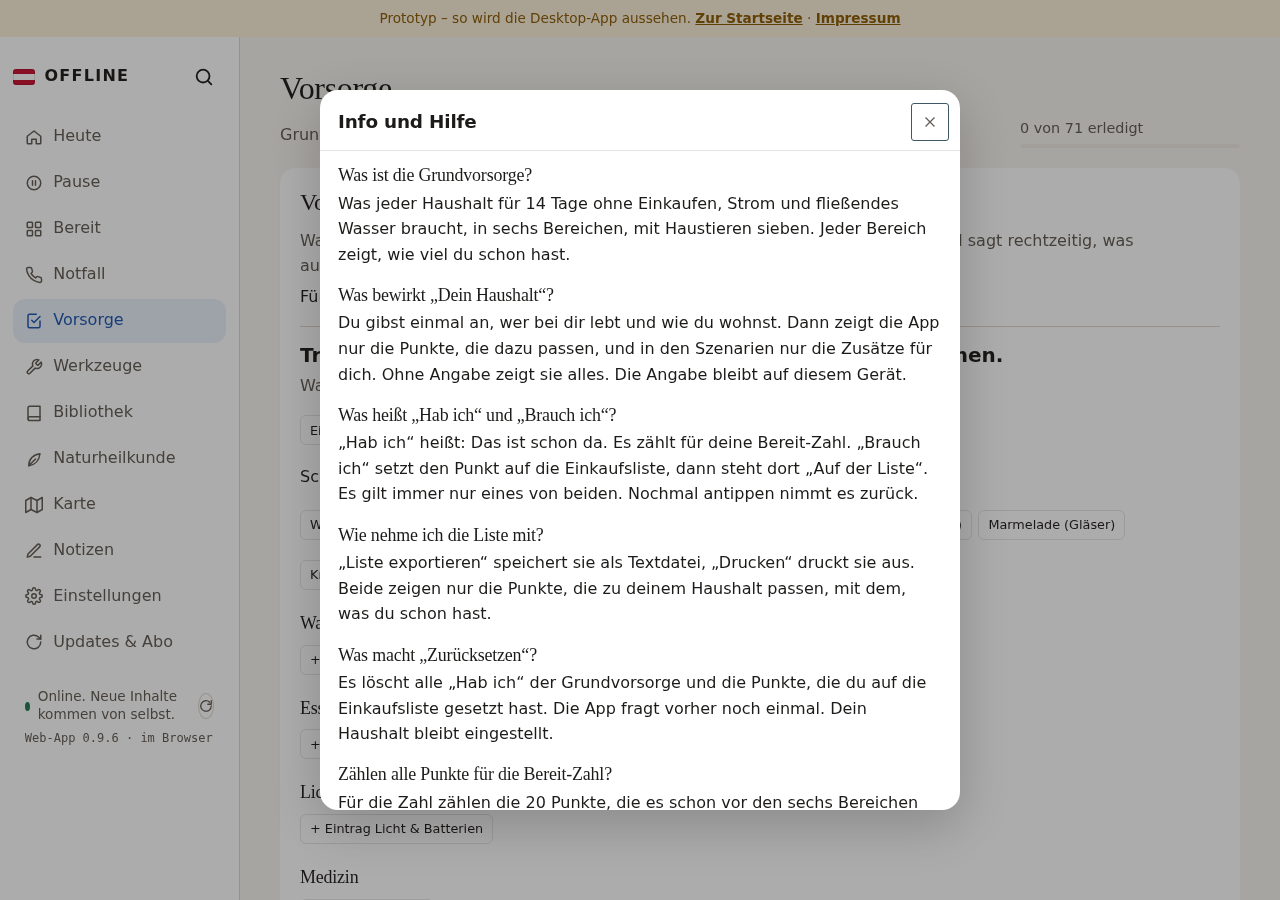 Prototyp – so wird die Desktop-App aussehen. Zur Startseite · Impressum
OFFLINE
Heute
Pause
Bereit
Notfall
Vorsorge
Werkzeuge
Bibliothek
Naturheilkunde
Karte
Notizen
Einstellungen
Updates & Abo
Online. Neue Inhalte
kommen von selbst.
Web-App 0.9.6 · im Browser
Vorsorge
0 von 71 erledigt
Info und Hilfe
Was ist die Grundvorsorge?
Was jeder Haushalt für 14 Tage ohne Einkaufen, Strom und fließendes
Wasser braucht, in sechs Bereichen, mit Haustieren sieben. Jeder Bereich
zeigt, wie viel du schon hast.
Was bewirkt „Dein Haushalt“?
Du gibst einmal an, wer bei dir lebt und wie du wohnst. Dann zeigt die App
nur die Punkte, die dazu passen, und in den Szenarien nur die Zusätze für
dich. Ohne Angabe zeigt sie alles. Die Angabe bleibt auf diesem Gerät.
Was heißt „Hab ich“ und „Brauch ich“?
„Hab ich“ heißt: Das ist schon da. Es zählt für deine Bereit-Zahl. „Brauch
ich“ setzt den Punkt auf die Einkaufsliste, dann steht dort „Auf der Liste“.
Es gilt immer nur eines von beiden. Nochmal antippen nimmt es zurück.
Wie nehme ich die Liste mit?
„Liste exportieren“ speichert sie als Textdatei, „Drucken“ druckt sie aus.
Beide zeigen nur die Punkte, die zu deinem Haushalt passen, mit dem,
was du schon hast.
Was macht „Zurücksetzen“?
Es löscht alle „Hab ich“ der Grundvorsorge und die Punkte, die du auf die
Einkaufsliste gesetzt hast. Die App fragt vorher noch einmal. Dein
Haushalt bleibt eingestellt.
Zählen alle Punkte für die Bereit-Zahl?
Für die Zahl zählen die 20 Punkte, die es schon vor den sechs Bereichen
sagt rechtzeitig, was
Marmelade (Gläser)
+ Eintrag Licht & Batterien
Medizin